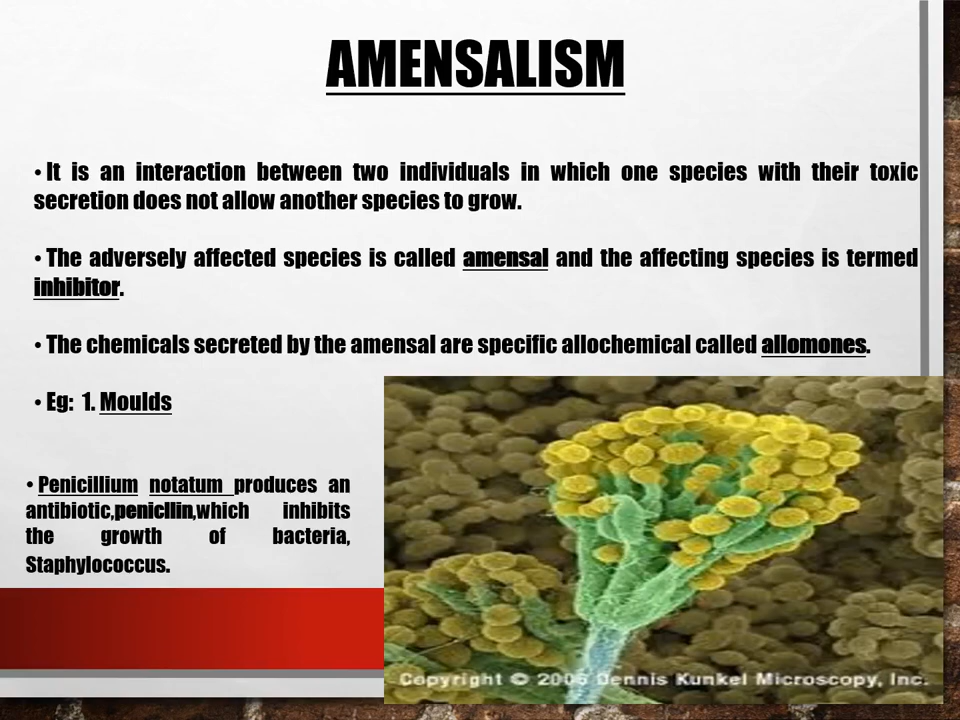 AMENSALISM
• It is an interaction between two individuals in which one species with their toxic
secretion does not allow another species to grow.
• The adversely affected species is called amensal and the affecting species is termed
inhibitor.
• The chemicals secreted by the amensal are specific allochemical called allomones.
• Eg: 1. Moulds
• Penicillium notatum produces an
antibiotic,penicllin,which inhibits
the growth of bacteria,
Staphylococcus.
Copyright © 2006 Dennis Kunkel Microscopy, Inc.